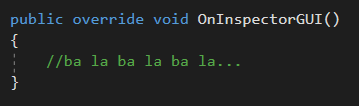 public override void OnInspectorGUI()
{
    //ba la ba la ba la...
}